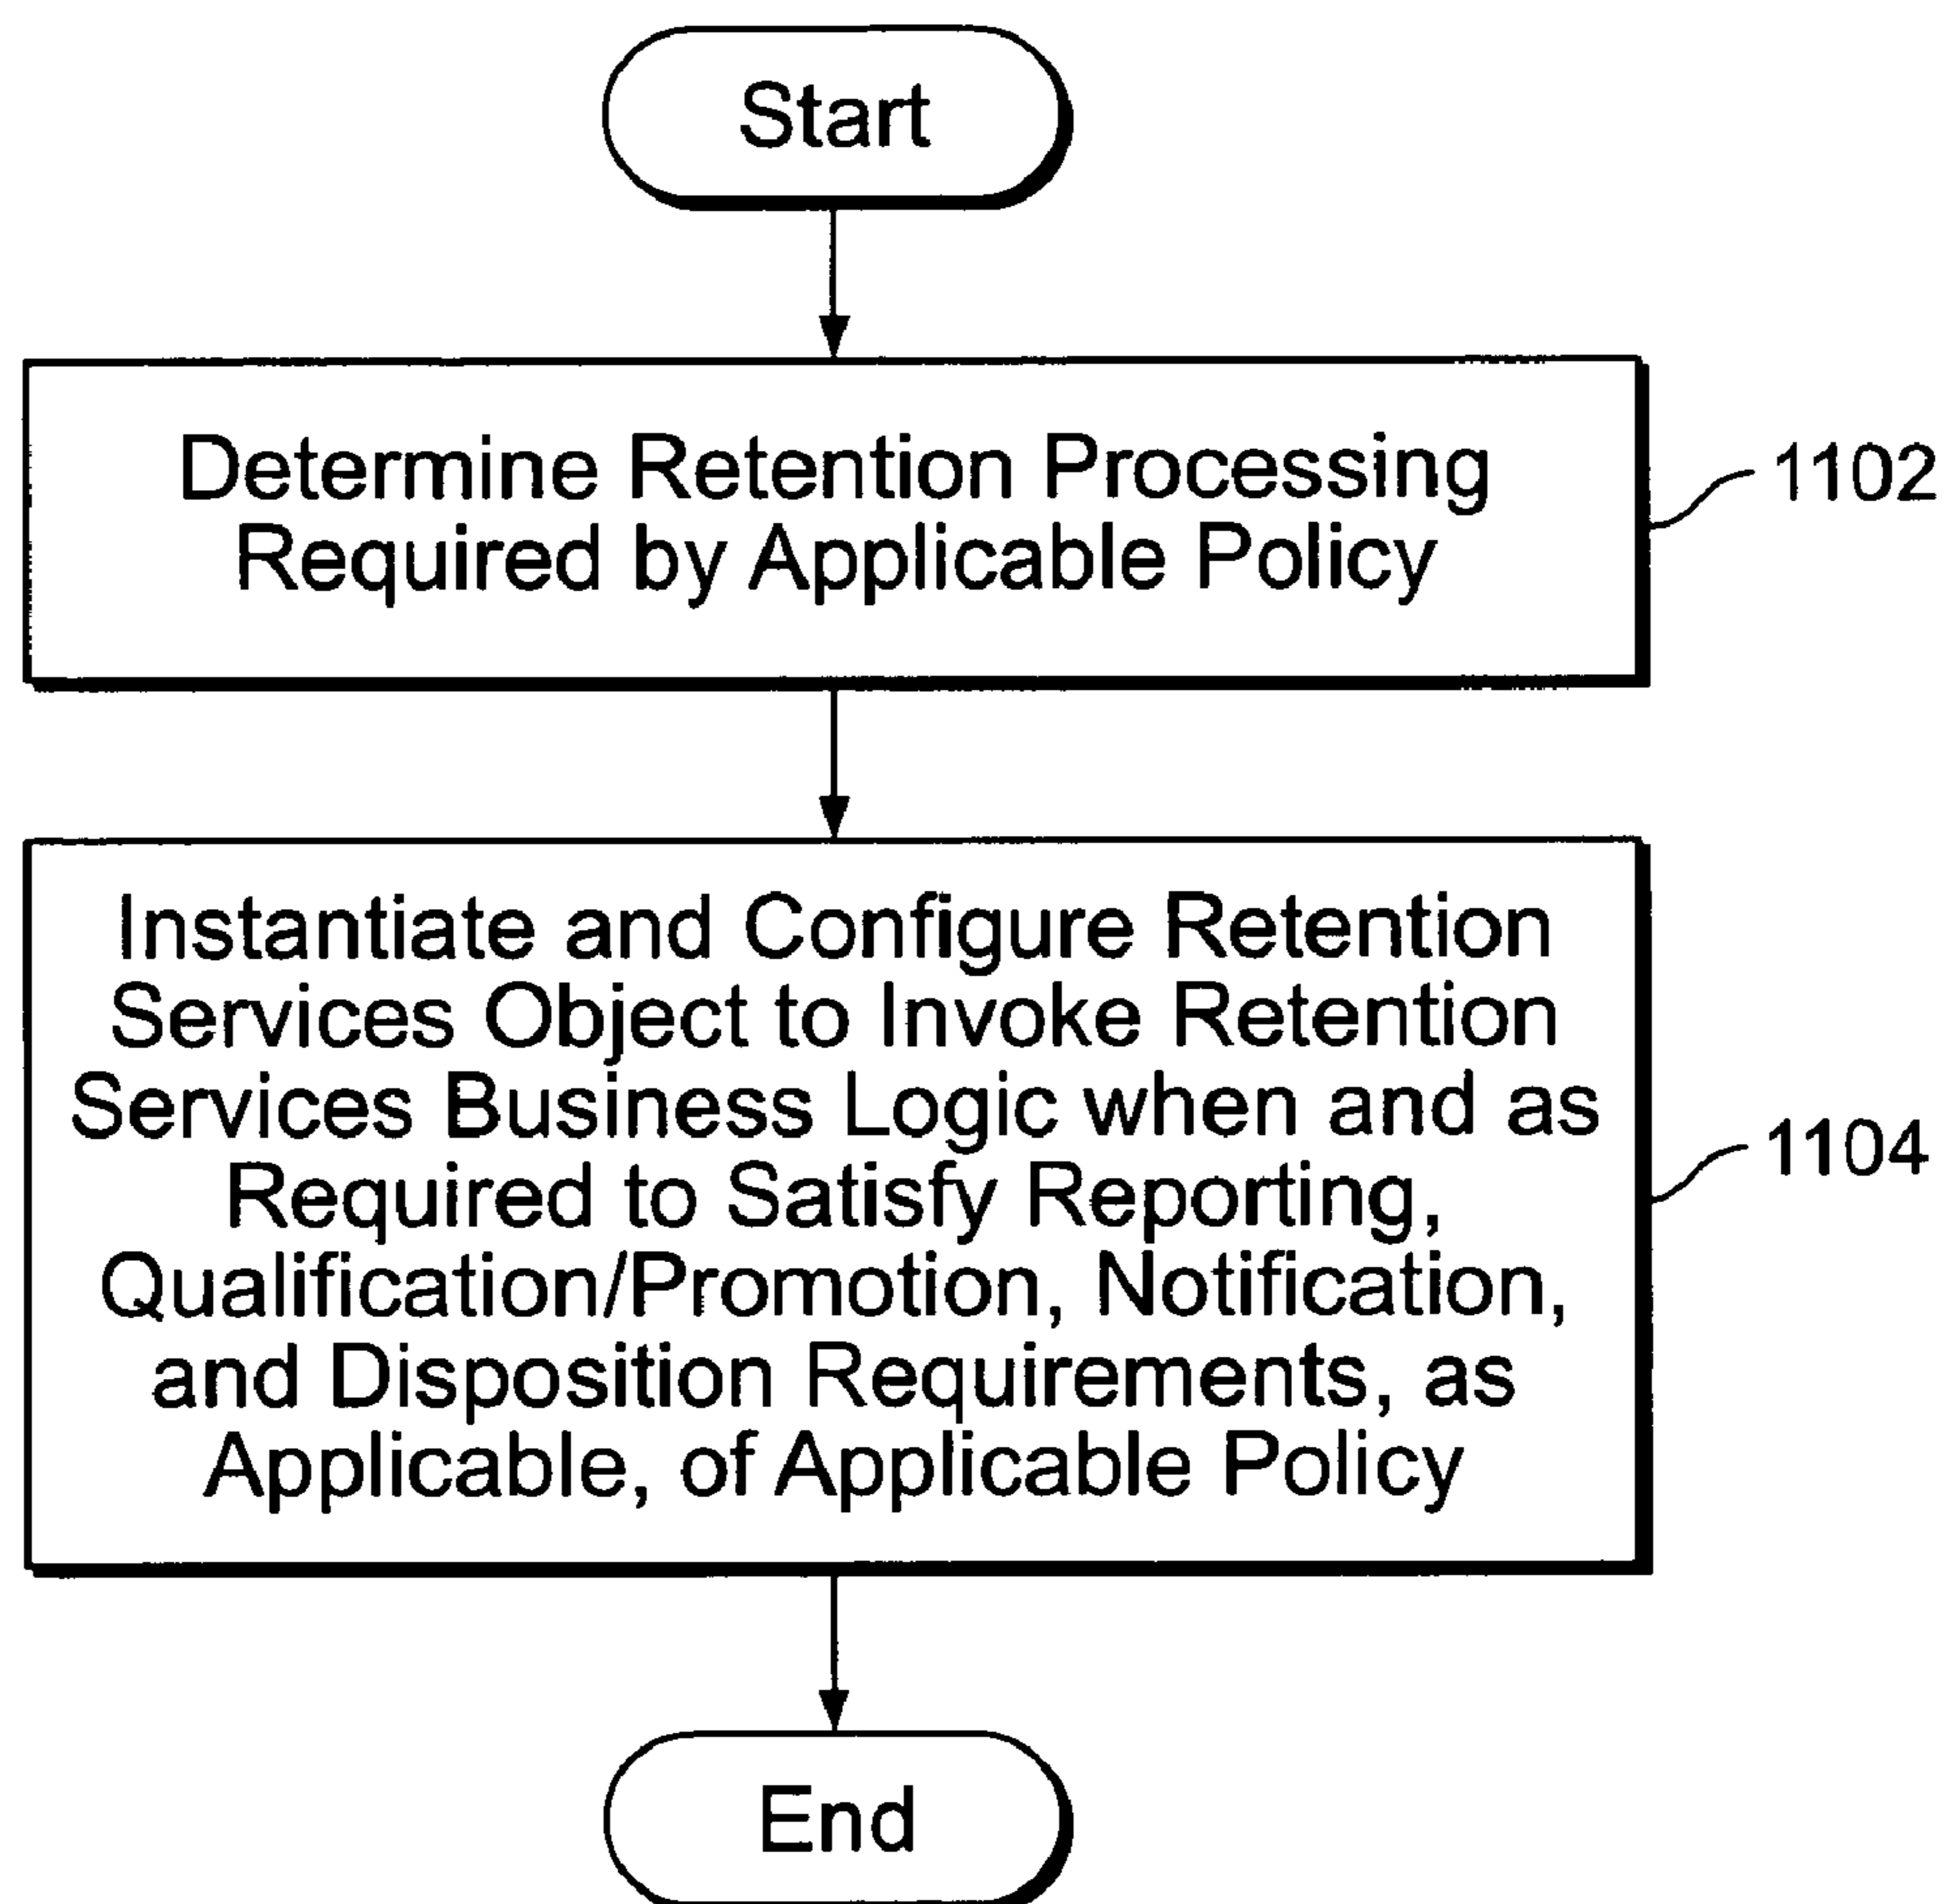 Start
Determine Retention Processing
Required by Applicable Policy
1102
Instantiate and Configure Retention
Services Object to Invoke Retention
Services Business Logic when and as
Required to Satisfy Reporting,
Qualification/Promotion, Notification,
and Disposition Requirements, as
Applicable, of Applicable Policy
1104
End